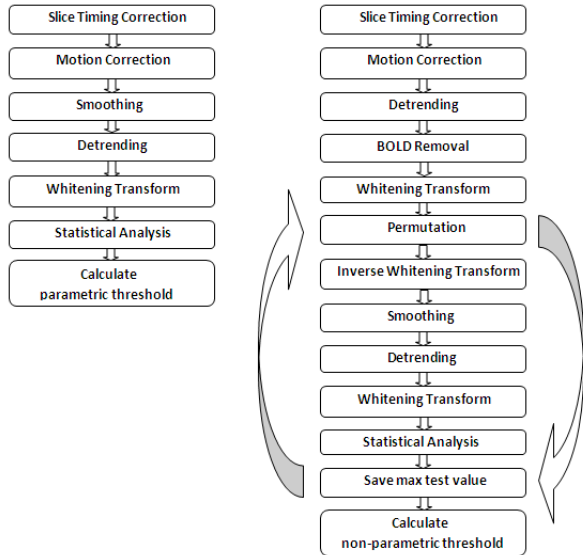 Slice Timing Correction
Motion Correction
Smoothing
Detrending
Whitening Transform
Statistical Analysis
Calculate
parametric threshold
Slice Timing Correction
Motion Correction
Detrending
BOLD Removal
Whitening Transform
Permutation
Inverse Whitening Transform
Smoothing
Detrending
Whitening Transform
Statistical Analysis
Save max test value
Calculate
non-parametric threshold